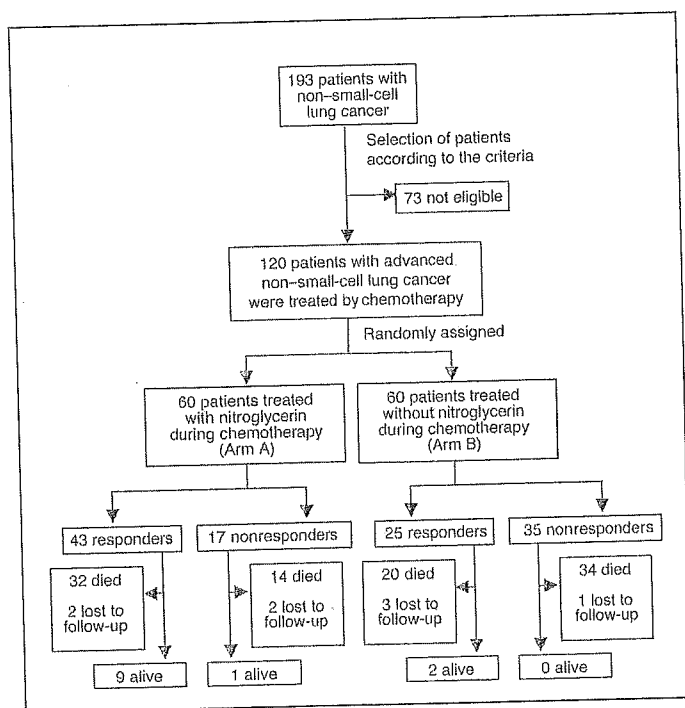 193 patients with
non–small-cell
lung cancer
Selection of patients
according to the criteria
73 not eligible
120 patients with advanced
non–small-cell lung cancer
were treated by chemotherapy
Randomly assigned
60 patients treated
with nitroglycerin
during chemotherapy
(Arm A)
60 patients treated
without nitroglycerin
during chemotherapy
(Arm B)
43 responders
17 nonresponders
25 responders
35 nonresponders
32 died
2 lost to
follow-up
14 died
2 lost to
follow-up
20 died
3 lost to
follow-up
34 died
1 lost to
follow-up
9 alive
1 alive
2 alive
0 alive